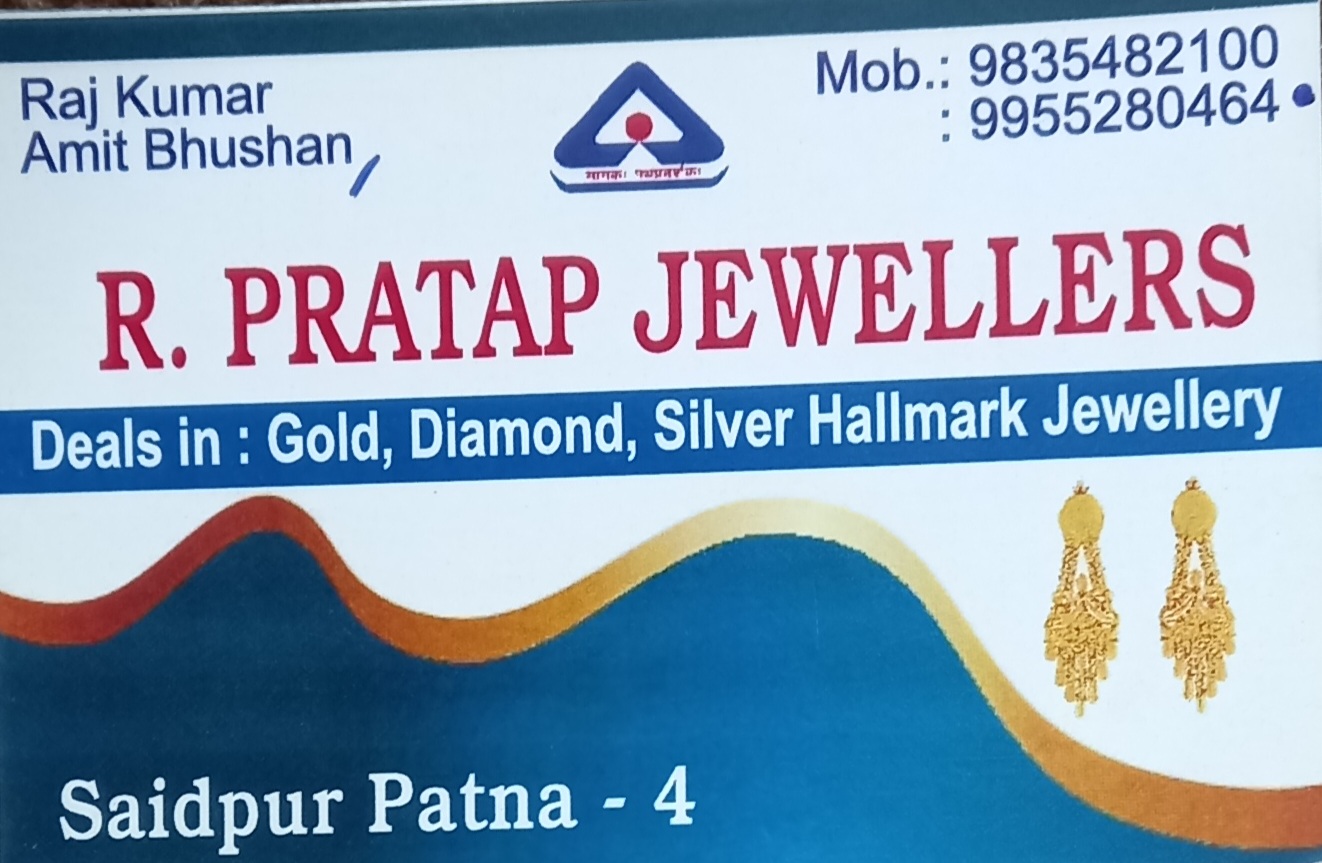 Raj Kumar
Amit Bhushan
Mob.: 9835482100
: 9955280464
R. PRATAP JEWELLERS
Deals in : Gold, Diamond, Silver Hallmark Jewellery
Saidpur Patna - 4